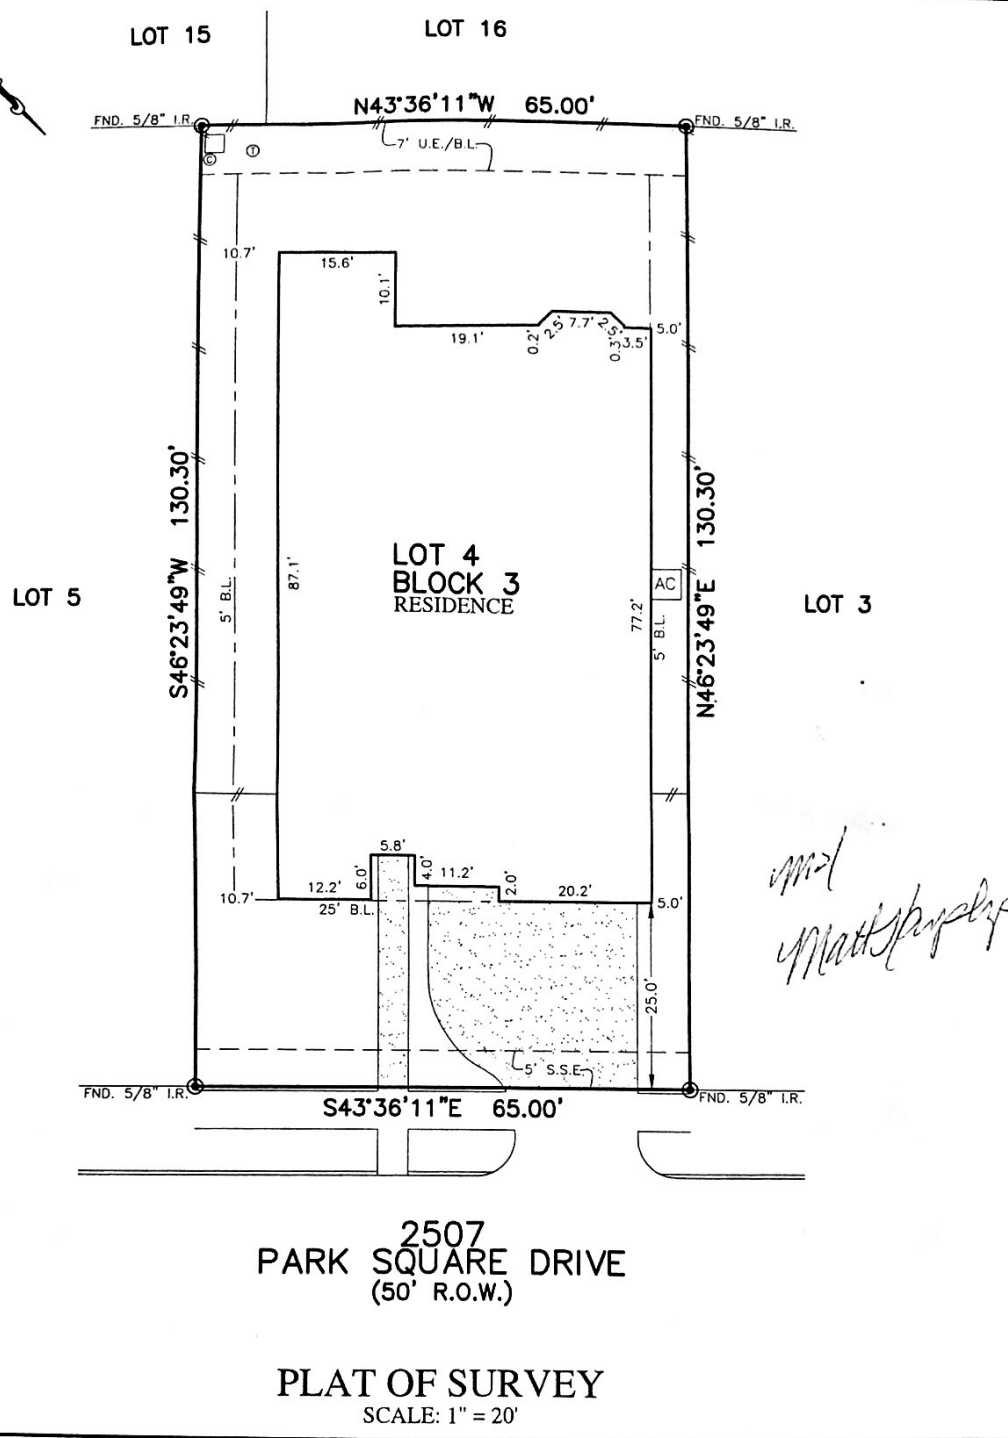 LOT 15
LOT 16
N43°36'11"W 65.00'
FND. 5/8" I.R.
FND. 5/8" I.R.
7' U.E./B.L.
C
T
10.7'
15.6'
10.1'
19.1'
0.2'
2.5'
7.7'
2.5'
0.3'
3.5'
5.0'
S46°23'49"W 130.30'
N46°23'49"E 130.30'
87.1'
77.2'
5' B.L.
5' B.L.
AC
LOT 4
BLOCK 3
RESIDENCE
LOT 5
LOT 3
5.8'
6.0'
4.0'
12.2'
11.2'
2.0'
20.2'
10.7'
25' B.L.
5.0'
25.0'
5' S.S.E.
FND. 5/8" I.R.
FND. 5/8" I.R.
S43°36'11"E 65.00'
2507
PARK SQUARE DRIVE
(50' R.O.W.)
PLAT OF SURVEY
SCALE: 1" = 20'